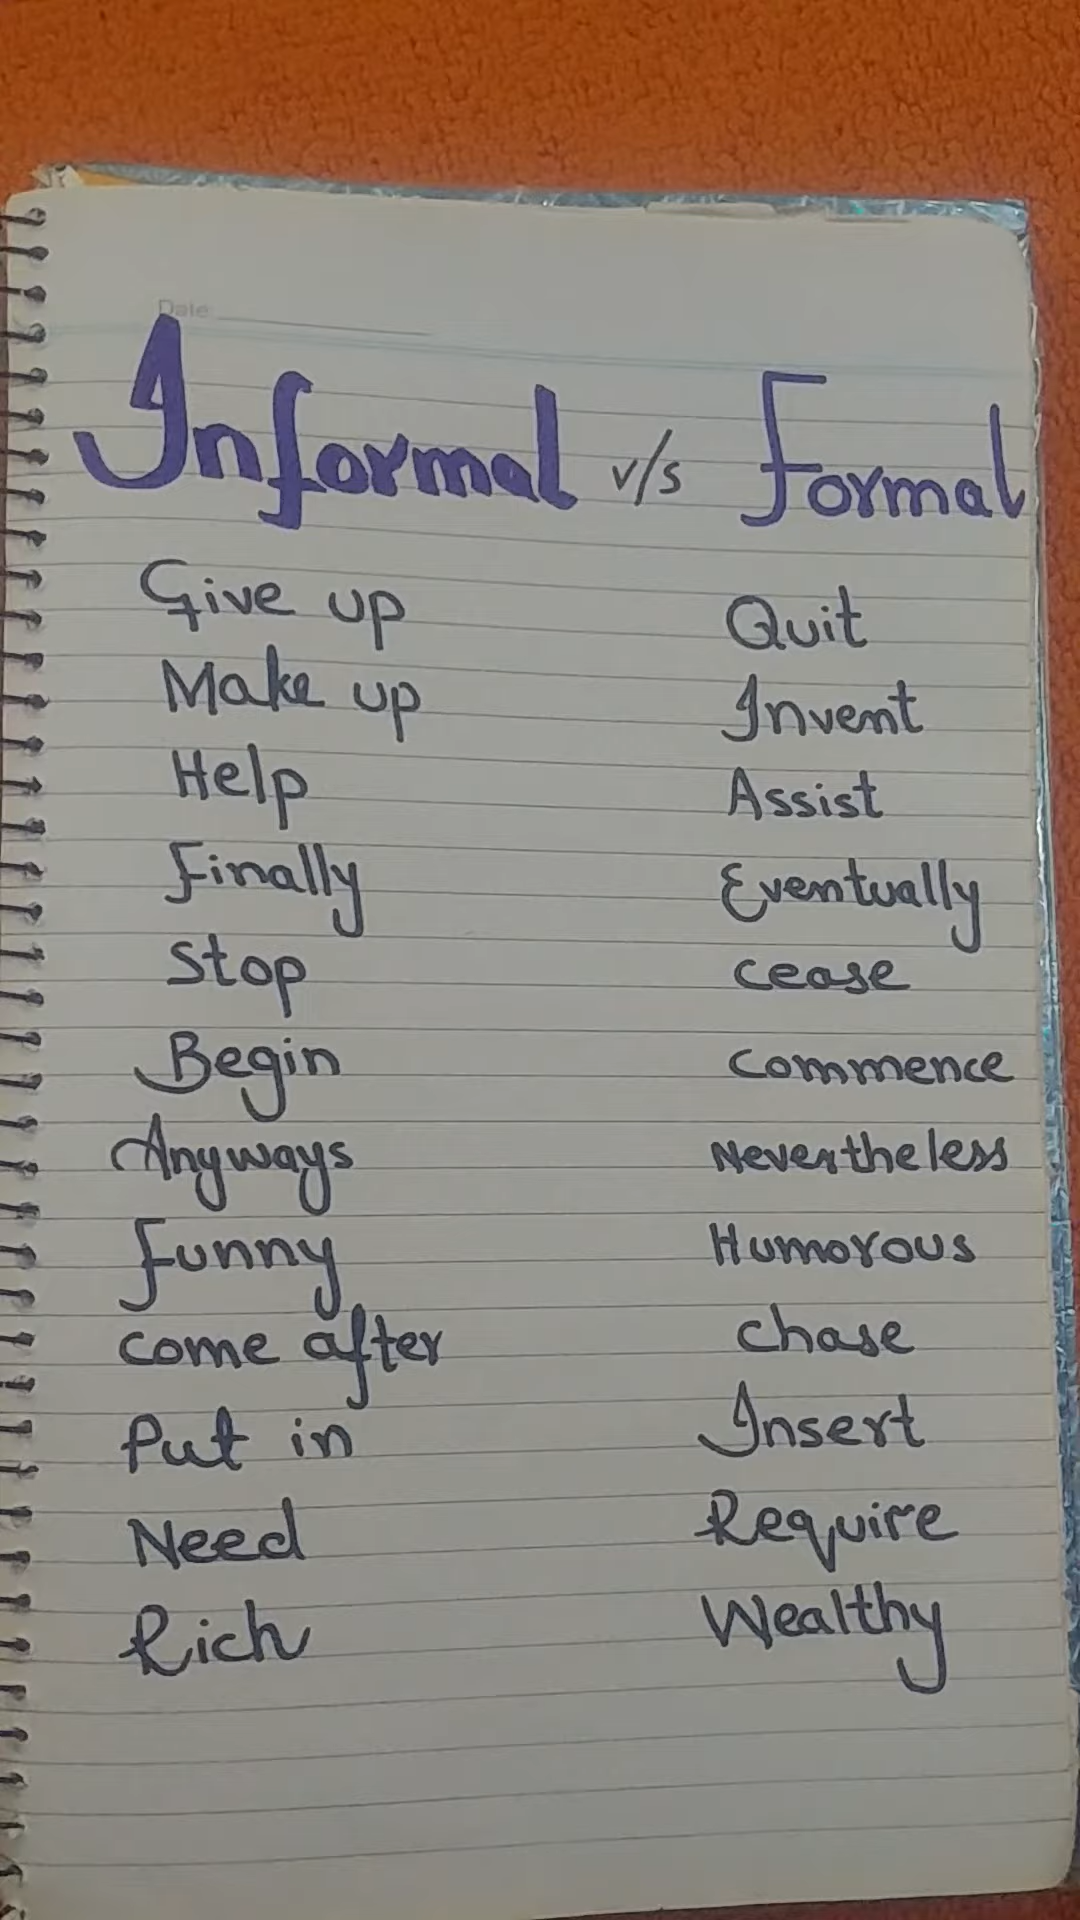 Date:
Informal v/s Formal
Give up Quit
Make up Invent
Help Assist
Finally Eventually
Stop cease
Begin commence
Anyways Nevertheless
Funny Humorous
come after chase
Put in Insert
Need Require
Rich Wealthy